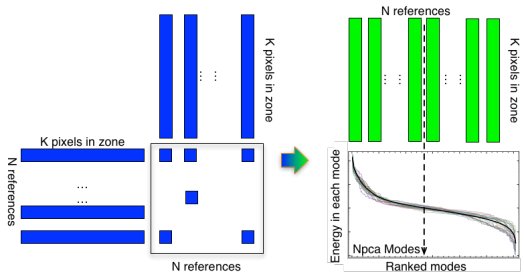 N references
K pixels in zone
K pixels in zone
K pixels in zone
N references
... ...
... ...
...
...
Energy in each mode
Npca Modes
N references
Ranked modes